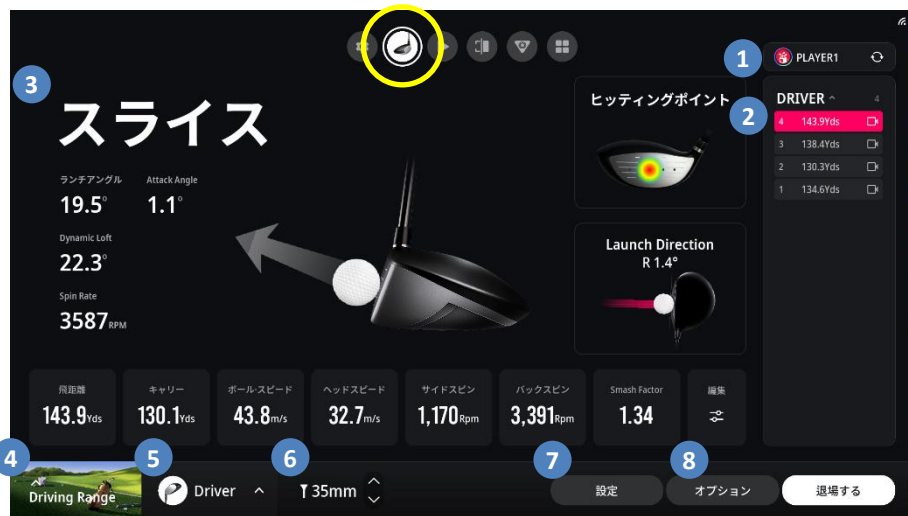 1
PLAYER1
3
スライス
ランチアングル
Attack Angle
19.5°
1.1°
Dynamic Loft
22.3°
Spin Rate
3587 RPM
ヒッティングポイント
Launch Direction
R 1.4°
2
DRIVER
4
4 143.9Yds
3 138.4Yds
2 130.3Yds
1 134.6Yds
飛距離
143.9Yds
キャリー
130.1Yds
ボール・スピード
43.8m/s
ヘッドスピード
32.7m/s
サイドスピン
1,170Rpm
バックスピン
3,391Rpm
Smash Factor
1.34
編集
4
Driving Range
5
Driver
6
35mm
7
設定
8
オプション
退場する